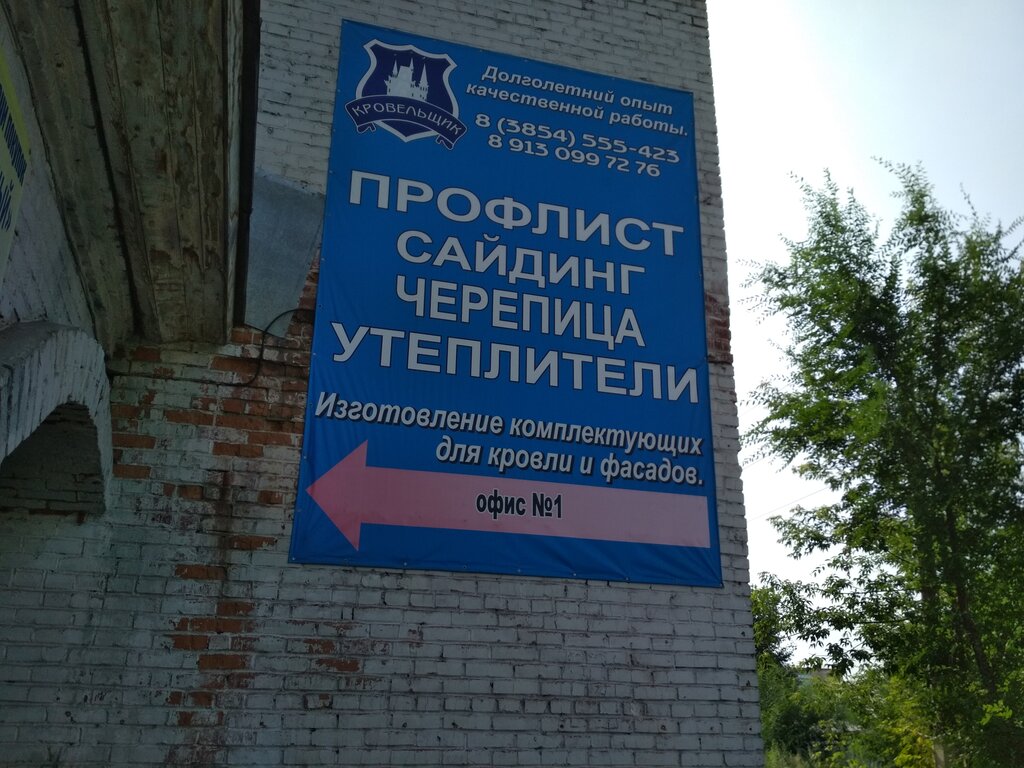 КРОВЕЛЬЩИК
Долголетний опыт
качественной работы.
8 (3854) 555-423
8 913 099 72 76
ПРОФЛИСТ
САЙДИНГ
ЧЕРЕПИЦА
УТЕПЛИТЕЛИ
Изготовление комплектующих
для кровли и фасадов.
офис №1